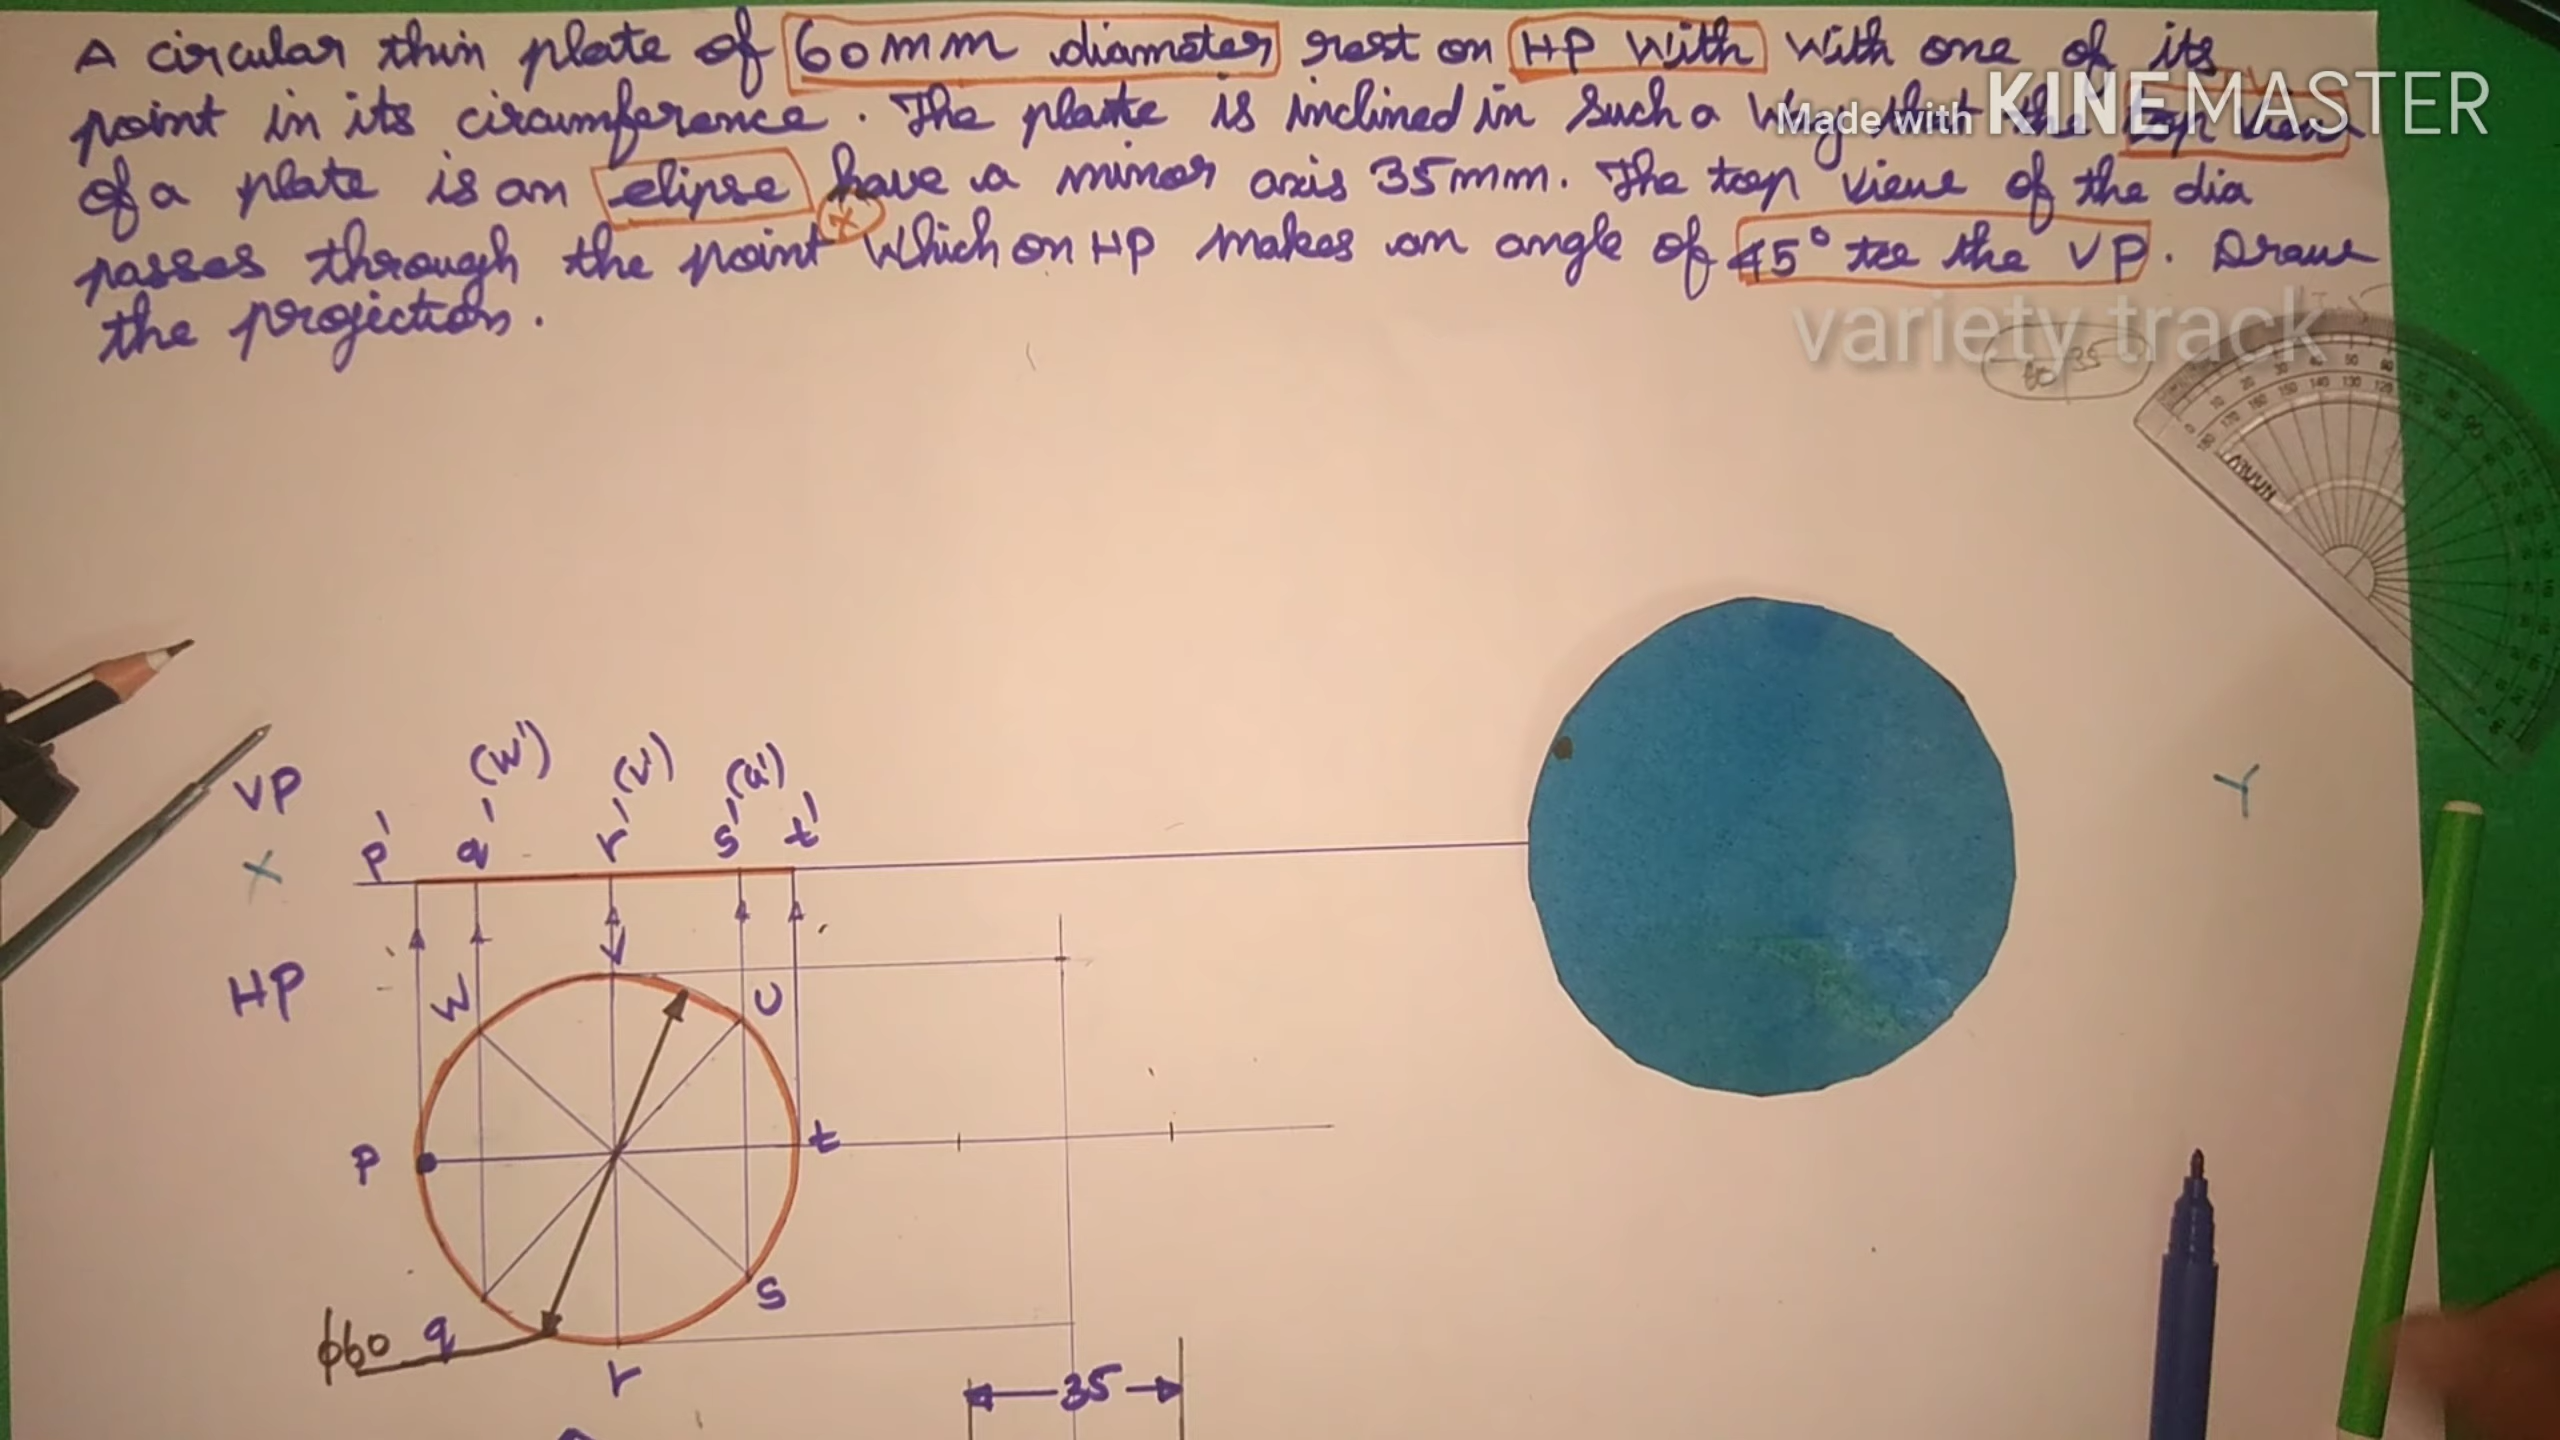 A circular thin plate of 60mm diameter rest on HP With With one of its
point in its circumference. The plate is inclined in such a way that the top view
of a plate is an elipse have a minor axis 35mm. The top view of the dia
passes through the point Which on HP makes an angle of 45° to the VP. Draw
the projection.
Made with KINEMASTER
variety track
VP
X
HP
Y
(w') (v') (u')
p' q' r' s' t'
W V U
P t
q r s
ϕ60
35